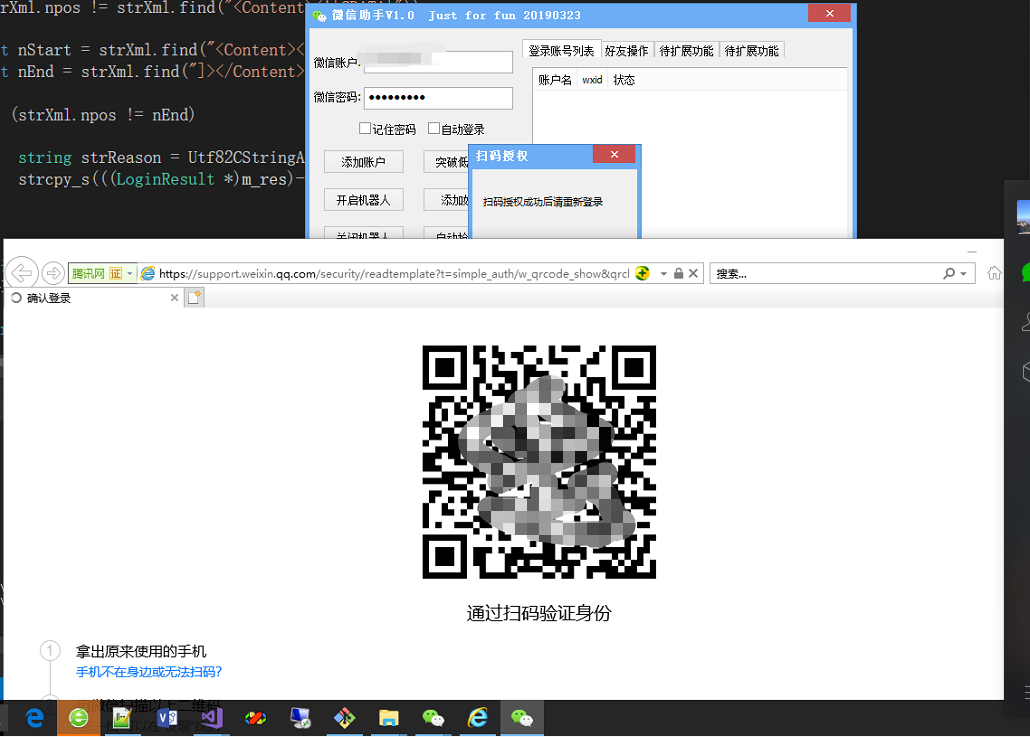 rXml.npos != strXml.find("<Content><![CDATA["))
微信助手V1.0 Just for fun 20190323
t nStart = strXml.find("<Content><
t nEnd = strXml.find("]></Content>
(strXml.npos != nEnd)
string strReason = Utf82CStringA
strcpy_s(((LoginResult *)m_res)-
微信账户:
微信密码: ●●●●●●●●●
记住密码 自动登录
添加账户
突破低
开启机器人
添加
关闭机器人
自动抢
登录账号列表 好友操作 待扩展功能 待扩展功能
账户名 wxid 状态
扫码授权
扫码授权成功后请重新登录
腾讯网 证 https://support.weixin.qq.com/security/readtemplate?t=simple_auth/w_qrcode_show&qrcl 搜索...
确认登录
通过扫码验证身份
1 拿出原来使用的手机
手机不在身边或无法扫码?
2 用微信扫描以上二维码